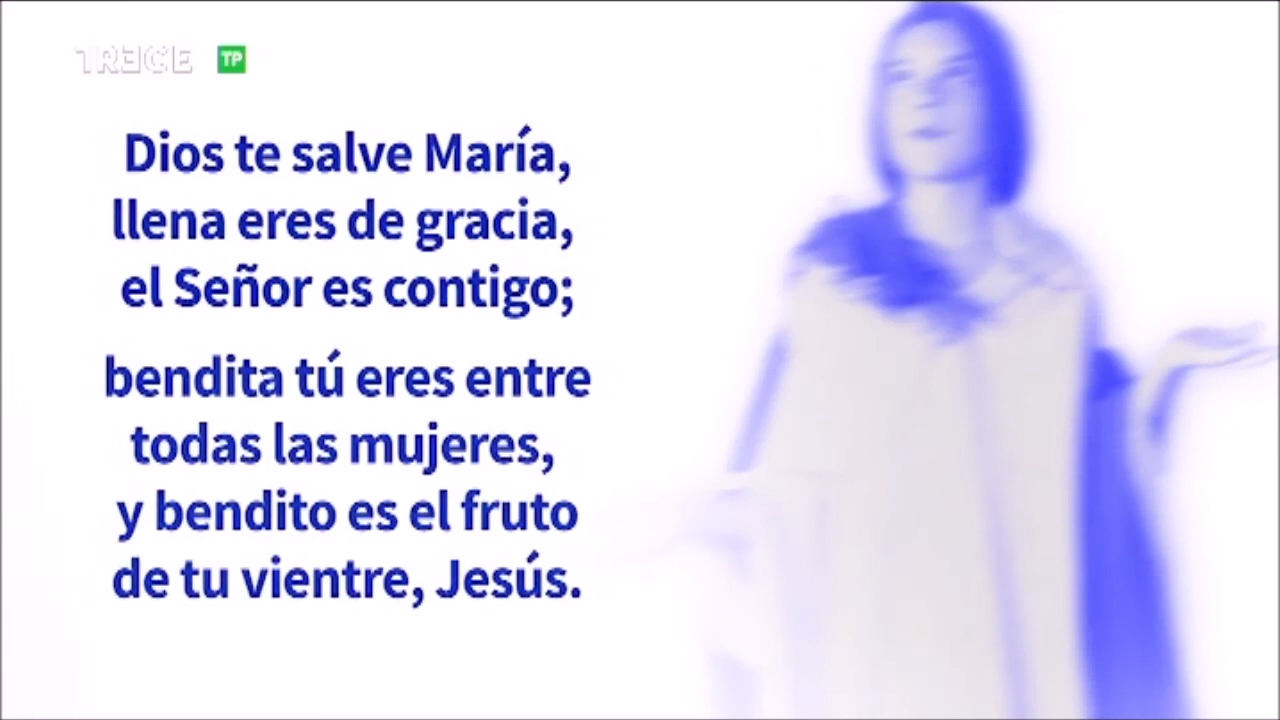 TRECE TP
Dios te salve María,
llena eres de gracia,
el Señor es contigo;
bendita tú eres entre
todas las mujeres,
y bendito es el fruto
de tu vientre, Jesús.